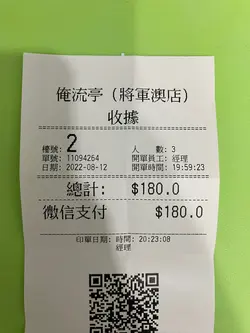 俺流亭（將軍澳店）
收據
檯號: 2 人 數: 3
單號: 11094264 開單員工: 經理
日期: 2022-08-12 開單時間: 19:59:23
總計: $180.0
微信支付 $180.0
印單日期: 時間: 20:23:08
經理